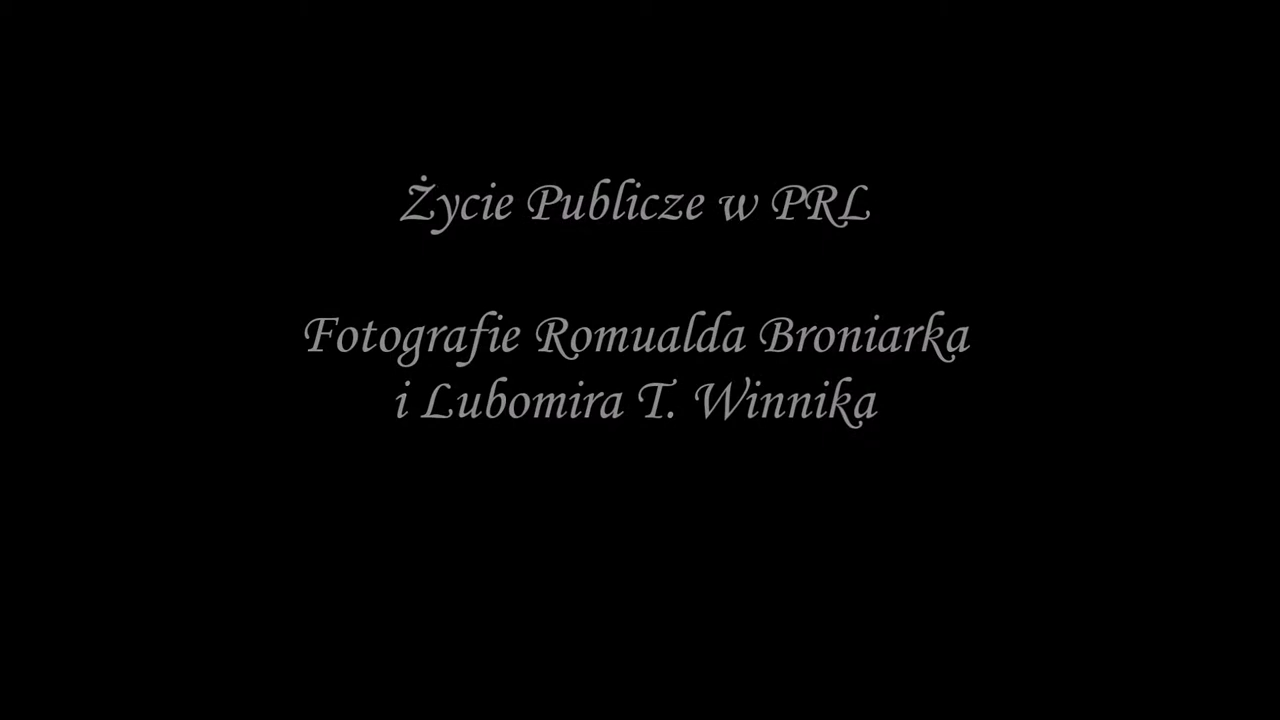 Życie Publicze w PRL
Fotografie Romualda Broniarka
i Lubomira T. Winnika